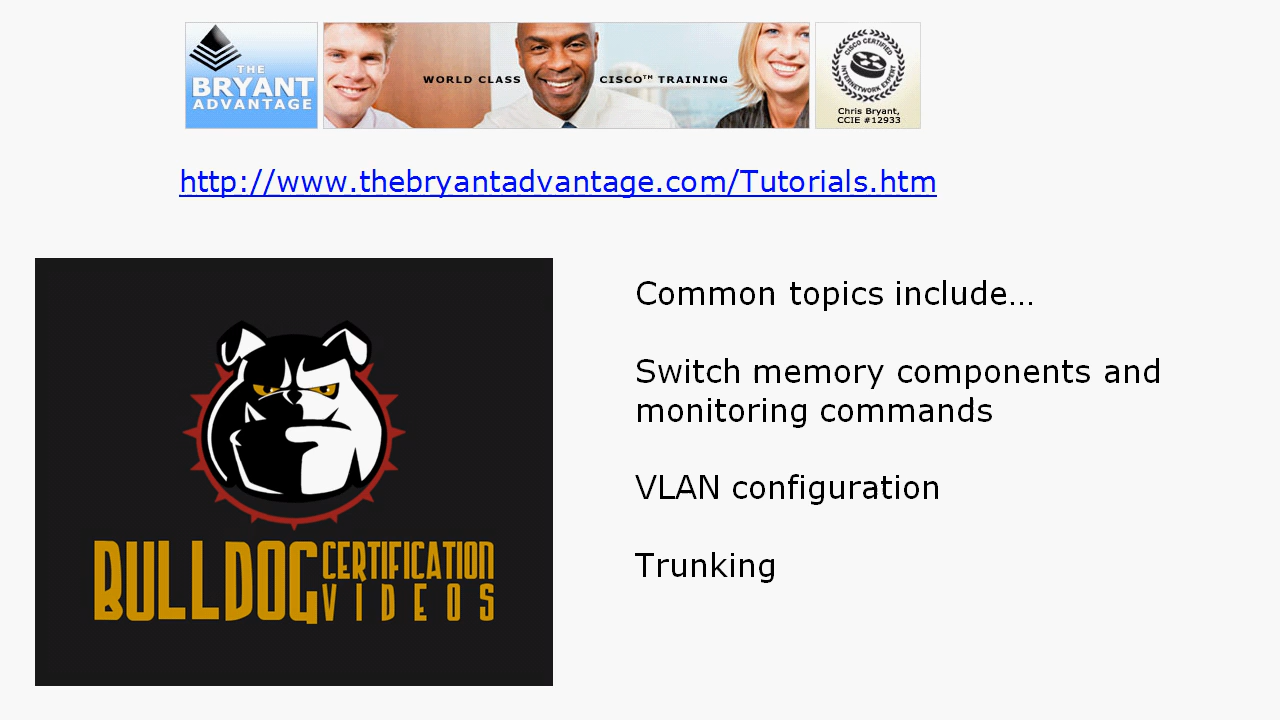 THE
BRYANT
ADVANTAGE
WORLD CLASS CISCO™ TRAINING
CISCO CERTIFIED
INTERNETWORK EXPERT
Chris Bryant,
CCIE #12933
http://www.thebryantadvantage.com/Tutorials.htm
BULLDOG CERTIFICATION
VIDEOS
Common topics include...
Switch memory components and
monitoring commands
VLAN configuration
Trunking